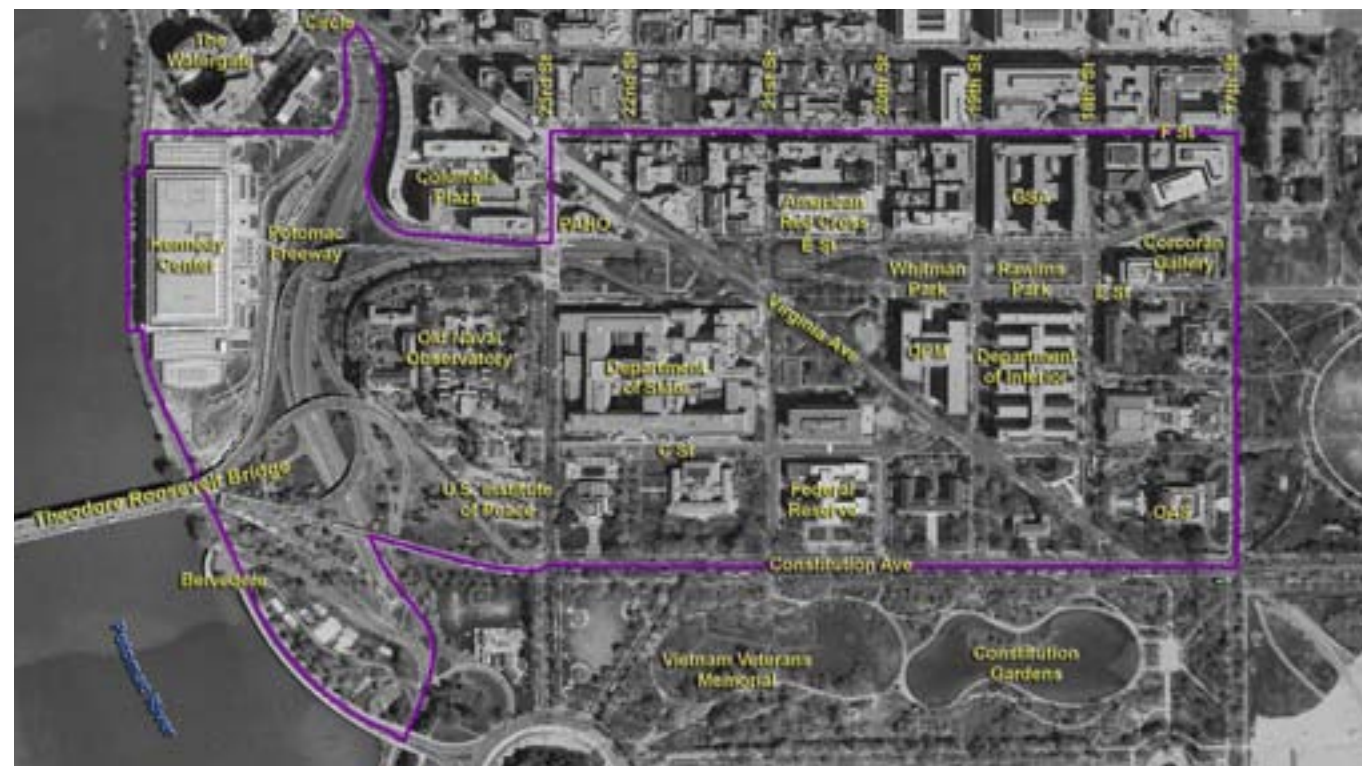 Circle
The
Watergate
23rd St
22nd St
21st St
20th St
19th St
18th St
17th St
F St
Columbia
Plaza
PAHO
American
Red Cross
E St
GSA
Corcoran
Gallery
Kennedy
Center
Potomac
Freeway
Whitman
Park
Rawlins
Park
E St
Virginia Ave
Old Naval
Observatory
Department
of State
OPM
Department
of Interior
C St
Theodore Roosevelt Bridge
U.S. Institute
of Peace
Federal
Reserve
OAS
Constitution Ave
Belvedere
Potomac River
Vietnam Veterans
Memorial
Constitution
Gardens